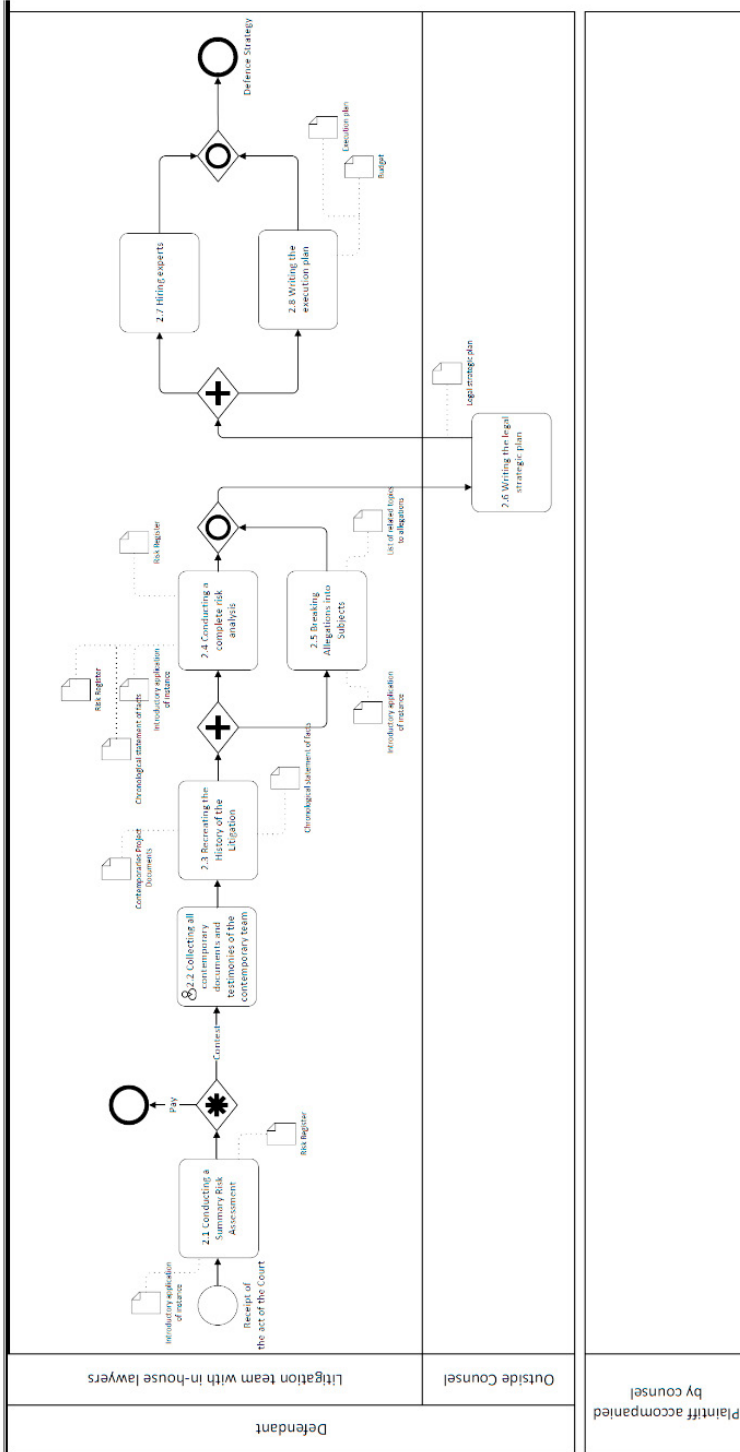 Defendant
Litigation team with in-house lawyers
Outside Counsel
Plaintiff accompanied
by counsel
Receipt of
the act of the Court
Introductory application
of instance
2.1 Conducting a
Summary Risk
Assessment
Risk Register
Pay
Contest
2.2 Collecting all
contemporary
documents and
testimonies of the
contemporary team
Contemporaries Project
Documents
2.3 Recreating the
History of the
Litigation
Chronological statement of facts
Risk Register
Chronological statement of facts
Introductory application
of instance
2.4 Conducting a
complete risk
analysis
Risk Register
2.5 Breaking
Allegations into
Subjects
Introductory application
of instance
List of related topics
to allegations
2.6 Writing the legal
strategic plan
Legal strategic plan
2.7 Hiring experts
2.8 Writing the
execution plan
Execution plan
Budget
Defence Strategy